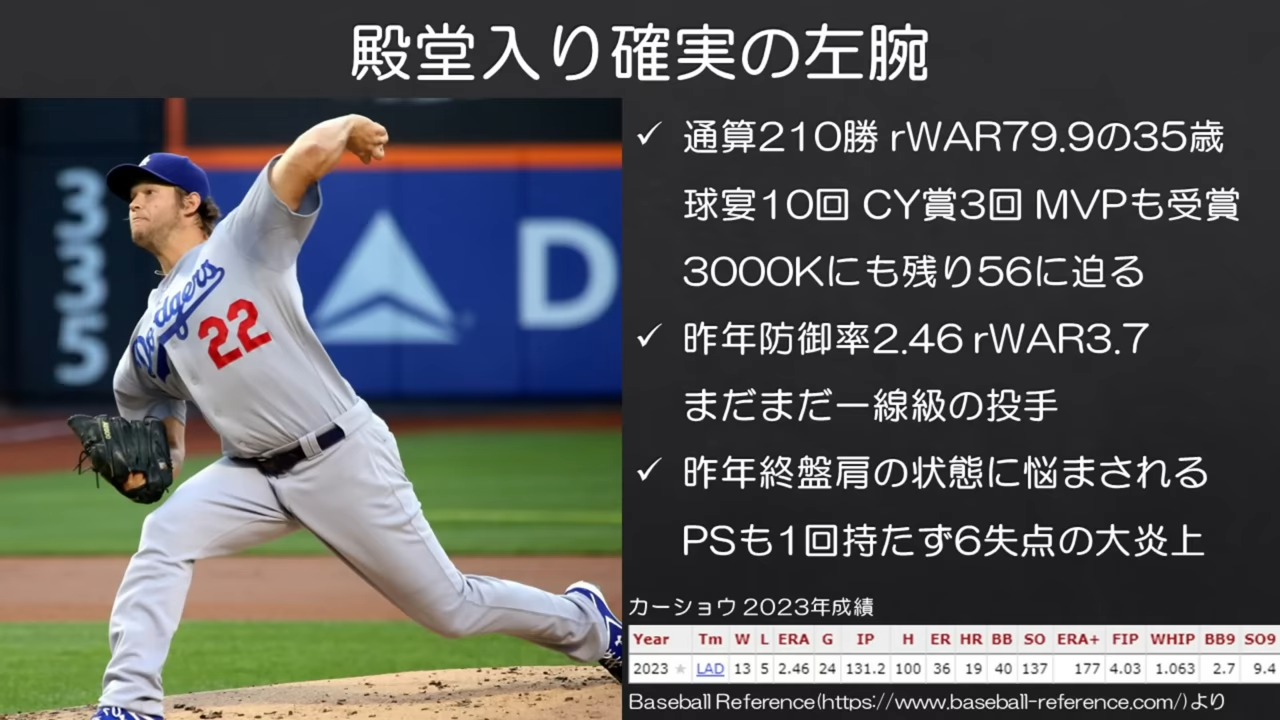 殿堂入り確実の左腕
✓ 通算210勝 rWAR79.9の35歳
球宴10回 CY賞3回 MVPも受賞
3000Kにも残り56に迫る
✓ 昨年防御率2.46 rWAR3.7
まだまだ一線級の投手
✓ 昨年終盤肩の状態に悩まされる
PSも1回持たず6失点の大炎上
335
D
Dodgers
22
カーショウ 2023年成績
Year Tm W L ERA G IP H ER HR BB SO ERA+ FIP WHIP BB9 SO9
2023 ★ LAD 13 5 2.46 24 131.2 100 36 19 40 137 177 4.03 1.063 2.7 9.4
Baseball Reference(https://www.baseball-reference.com/)より